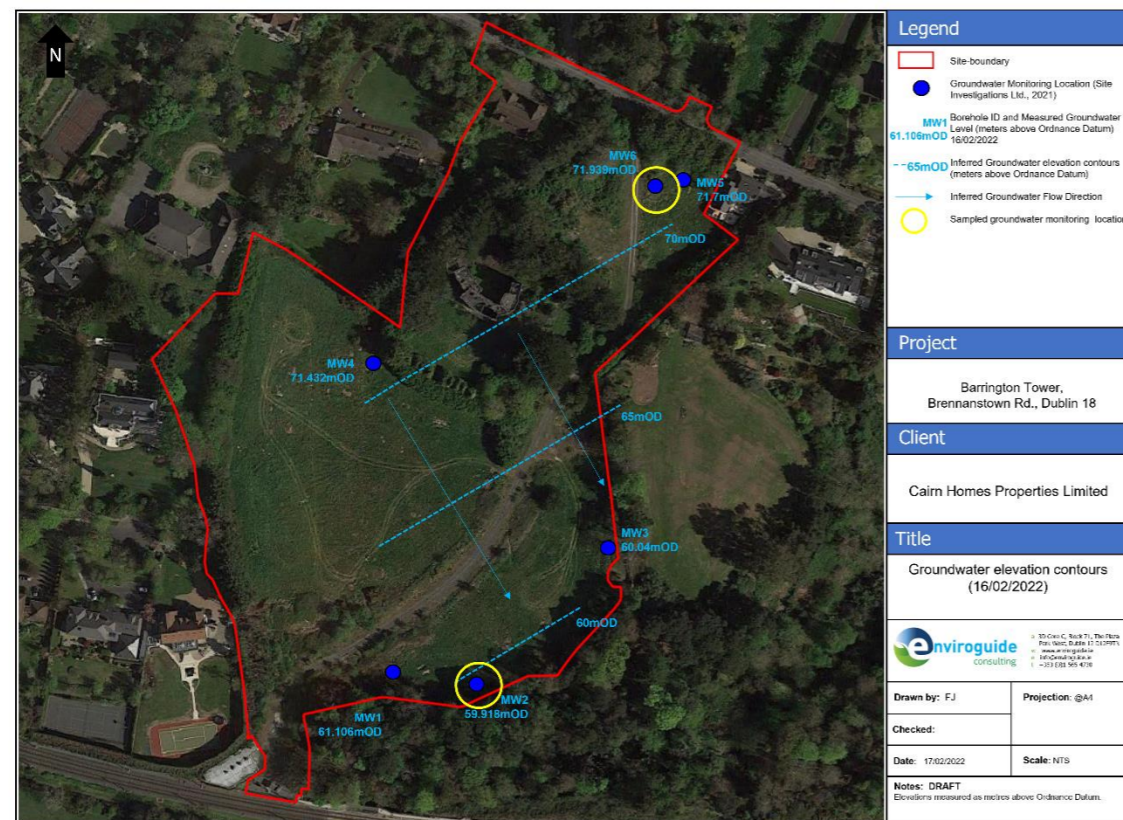 N
MW6
71.939mOD
MW5
71.7mOD
70mOD
MW4
71.432mOD
65mOD
MW3
60.04mOD
60mOD
MW2
59.918mOD
MW1
61.106mOD
Legend
Site-boundary
Groundwater Monitoring Location (Site
Investigations Ltd., 2021)
MW1
61.106mOD
Borehole ID and Measured Groundwater
Level (meters above Ordnance Datum)
16/02/2022
65mOD
Inferred Groundwater elevation contours
(meters above Ordnance Datum)
Inferred Groundwater Flow Direction
Sampled groundwater monitoring location
Project
Barrington Tower,
Brennanstown Rd., Dublin 18
Client
Cairn Homes Properties Limited
Title
Groundwater elevation contours
(16/02/2022)
enviroguide
consulting
Drawn by: FJ
Projection: @A4
Checked:
Date: 17/02/2022
Scale: NTS
Notes: DRAFT
Elevations measured as metres above Ordnance Datum.